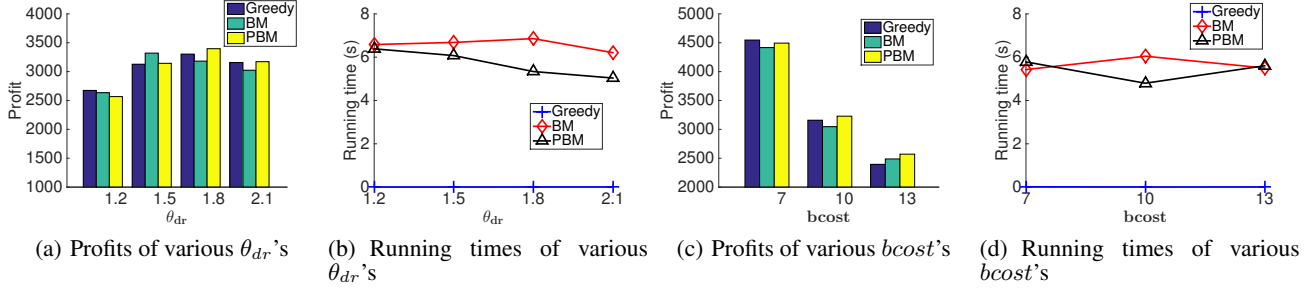 4000
3500
3000
2500
2000
1500
1000
Profit
Greedy
BM
PBM
1.2 1.5 1.8 2.1
θdr
(a) Profits of various θdr's
8
6
4
2
0
Running time (s)
Greedy
BM
PBM
1.2 1.5 1.8 2.1
θdr
(b) Running times of various
θdr's
5000
4500
4000
3500
3000
2500
2000
Profit
Greedy
BM
PBM
7 10 13
bcost
(c) Profits of various bcost's
8
6
4
2
0
Running time (s)
Greedy
BM
PBM
7 10 13
bcost
(d) Running times of various
bcost's